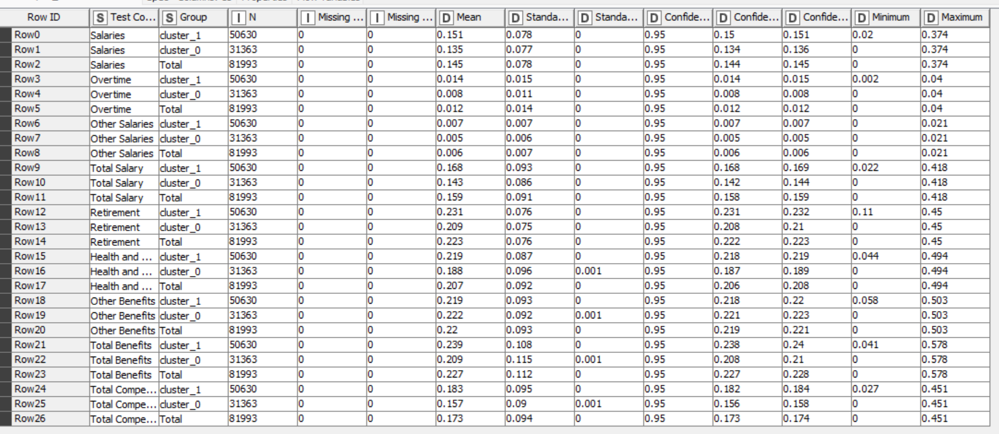 Row ID S Test Co... S Group I N I Missing ... I Missing ... D Mean D Standa... D Standa... D Confide... D Confide... D Confide... D Minimum D Maximum
Row0 Salaries cluster_1 50630 0 0 0.151 0.078 0 0.95 0.15 0.151 0.02 0.374
Row1 Salaries cluster_0 31363 0 0 0.135 0.077 0 0.95 0.134 0.136 0 0.374
Row2 Salaries Total 81993 0 0 0.145 0.078 0 0.95 0.144 0.145 0 0.374
Row3 Overtime cluster_1 50630 0 0 0.014 0.015 0 0.95 0.014 0.015 0.002 0.04
Row4 Overtime cluster_0 31363 0 0 0.008 0.011 0 0.95 0.008 0.008 0 0.04
Row5 Overtime Total 81993 0 0 0.012 0.014 0 0.95 0.012 0.012 0 0.04
Row6 Other Salaries cluster_1 50630 0 0 0.007 0.007 0 0.95 0.007 0.007 0 0.021
Row7 Other Salaries cluster_0 31363 0 0 0.005 0.006 0 0.95 0.005 0.005 0 0.021
Row8 Other Salaries Total 81993 0 0 0.006 0.007 0 0.95 0.006 0.006 0 0.021
Row9 Total Salary cluster_1 50630 0 0 0.168 0.093 0 0.95 0.168 0.169 0.022 0.418
Row10 Total Salary cluster_0 31363 0 0 0.143 0.086 0 0.95 0.142 0.144 0 0.418
Row11 Total Salary Total 81993 0 0 0.159 0.091 0 0.95 0.158 0.159 0 0.418
Row12 Retirement cluster_1 50630 0 0 0.231 0.076 0 0.95 0.231 0.232 0.11 0.45
Row13 Retirement cluster_0 31363 0 0 0.209 0.075 0 0.95 0.208 0.21 0 0.45
Row14 Retirement Total 81993 0 0 0.223 0.076 0 0.95 0.222 0.223 0 0.45
Row15 Health and ... cluster_1 50630 0 0 0.219 0.087 0 0.95 0.218 0.219 0.044 0.494
Row16 Health and ... cluster_0 31363 0 0 0.188 0.096 0.001 0.95 0.187 0.189 0 0.494
Row17 Health and ... Total 81993 0 0 0.207 0.092 0 0.95 0.206 0.208 0 0.494
Row18 Other Benefits cluster_1 50630 0 0 0.219 0.093 0 0.95 0.218 0.22 0.058 0.503
Row19 Other Benefits cluster_0 31363 0 0 0.222 0.092 0.001 0.95 0.221 0.223 0 0.503
Row20 Other Benefits Total 81993 0 0 0.22 0.093 0 0.95 0.219 0.221 0 0.503
Row21 Total Benefits cluster_1 50630 0 0 0.239 0.108 0 0.95 0.238 0.24 0.041 0.578
Row22 Total Benefits cluster_0 31363 0 0 0.209 0.115 0.001 0.95 0.208 0.21 0 0.578
Row23 Total Benefits Total 81993 0 0 0.227 0.112 0 0.95 0.227 0.228 0 0.578
Row24 Total Compe... cluster_1 50630 0 0 0.183 0.095 0 0.95 0.182 0.184 0.027 0.451
Row25 Total Compe... cluster_0 31363 0 0 0.157 0.09 0.001 0.95 0.156 0.158 0 0.451
Row26 Total Compe... Total 81993 0 0 0.173 0.094 0 0.95 0.173 0.174 0 0.451